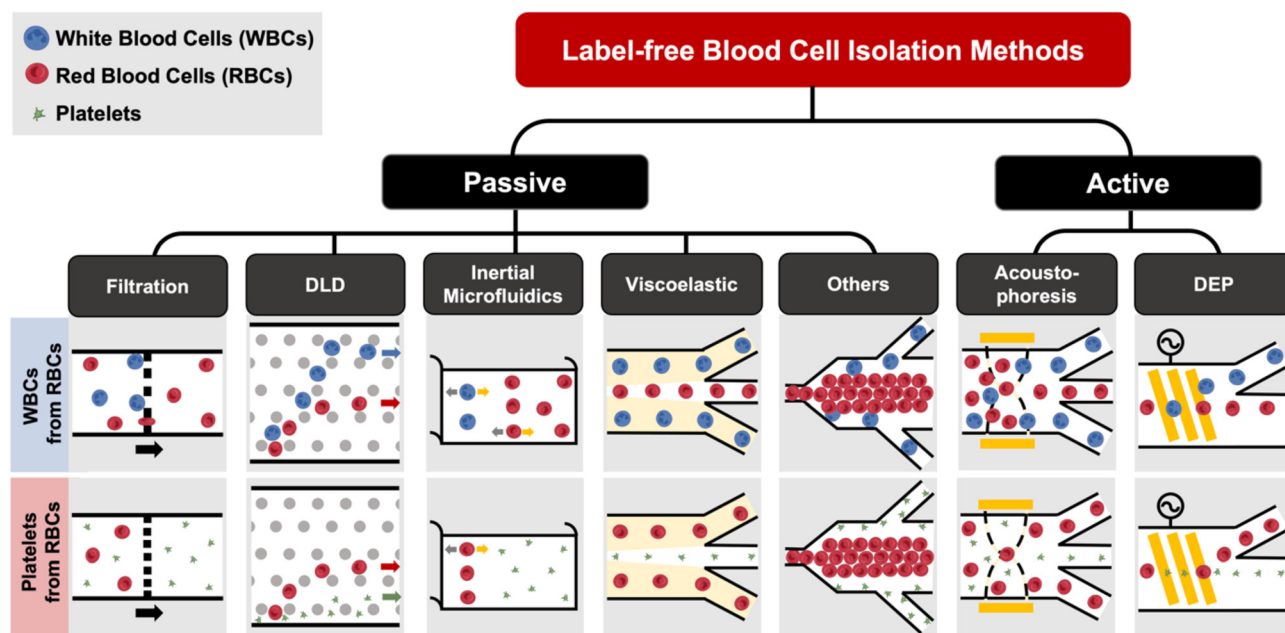 White Blood Cells (WBCs)
Red Blood Cells (RBCs)
Platelets
Label-free Blood Cell Isolation Methods
Passive
Active
Filtration
DLD
Inertial
Microfluidics
Viscoelastic
Others
Acousto-
phoresis
DEP
WBCs
from RBCs
Platelets
from RBCs